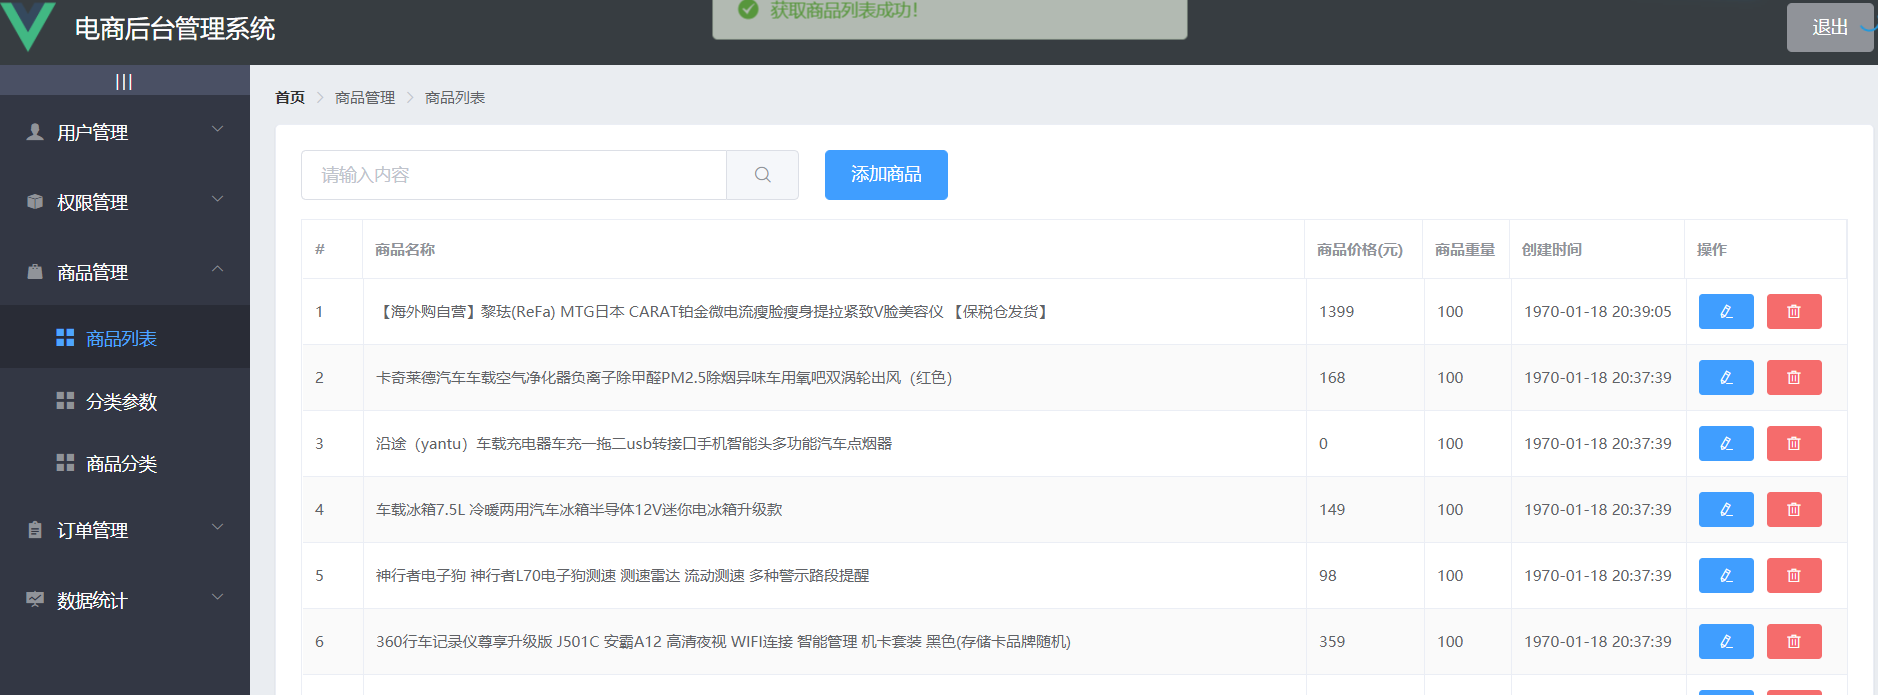 电商后台管理系统
获取商品列表成功!
退出
|||
首页 > 商品管理 > 商品列表
用户管理
权限管理
商品管理
商品列表
分类参数
商品分类
订单管理
数据统计
请输入内容
添加商品
# 商品名称 商品价格(元) 商品重量 创建时间 操作
1 【海外购自营】黎珐(ReFa) MTG日本 CARAT铂金微电流瘦脸瘦身提拉紧致V脸美容仪 【保税仓发货】 1399 100 1970-01-18 20:39:05
2 卡奇莱德汽车车载空气净化器负离子除甲醛PM2.5除烟异味车用氧吧双涡轮出风（红色） 168 100 1970-01-18 20:37:39
3 沿途（yantu）车载充电器车充一拖二usb转接口手机智能头多功能汽车点烟器 0 100 1970-01-18 20:37:39
4 车载冰箱7.5L 冷暖两用汽车冰箱半导体12V迷你电冰箱升级款 149 100 1970-01-18 20:37:39
5 神行者电子狗 神行者L70电子狗测速 测速雷达 流动测速 多种警示路段提醒 98 100 1970-01-18 20:37:39
6 360行车记录仪尊享升级版 J501C 安霸A12 高清夜视 WIFI连接 智能管理 机卡套装 黑色(存储卡品牌随机) 359 100 1970-01-18 20:37:39